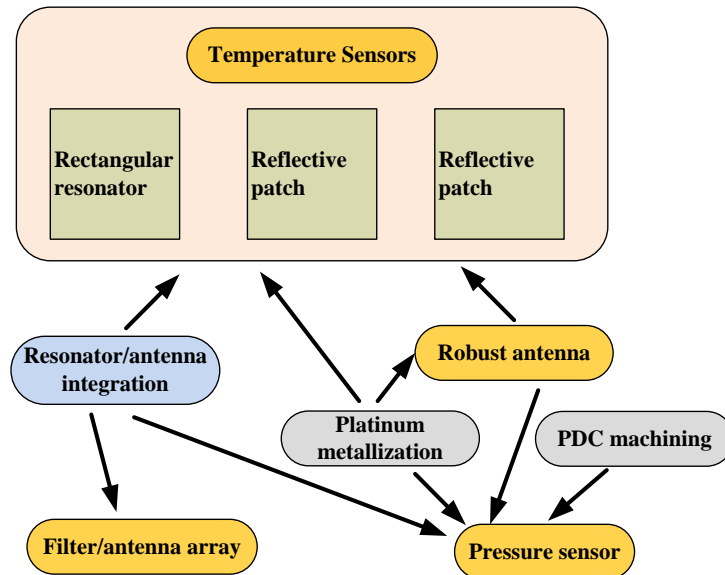 Temperature Sensors
Rectangular
resonator
Reflective
patch
Reflective
patch
Resonator/antenna
integration
Robust antenna
Platinum
metallization
PDC machining
Filter/antenna array
Pressure sensor